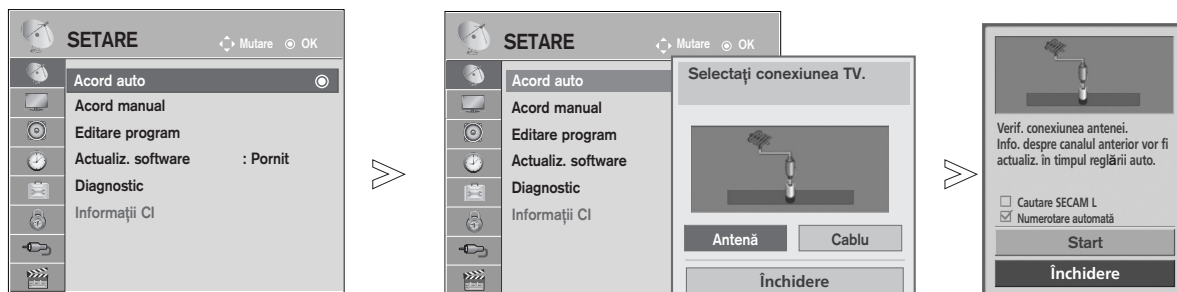 SETARE
Mutare OK
Acord auto
Acord manual
Editare program
Actualiz. software : Pornit
Diagnostic
Informații CI
SETARE
Mutare OK
Acord auto
Acord manual
Editare program
Actualiz. software
Diagnostic
Informații CI
Selectați conexiunea TV.
Antenă
Cablu
Închidere
Verif. conexiunea antenei.
Info. despre canalul anterior vor fi
actualiz. în timpul reglării auto.
Cautare SECAM L
Numerotare automată
Start
Închidere